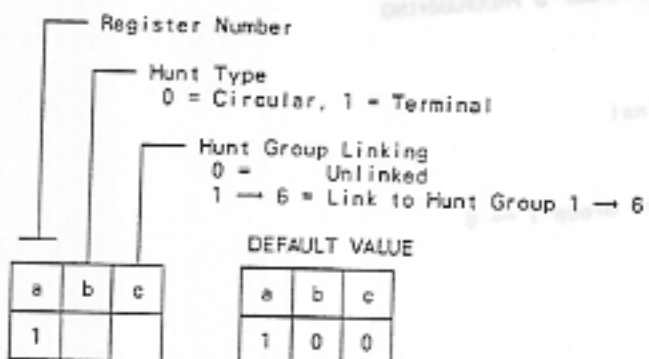 Register Number
Hunt Type
0 = Circular, 1 = Terminal
Hunt Group Linking
0 = Unlinked
1 → 6 = Link to Hunt Group 1 → 6
DEFAULT VALUE
a b c
1
a b c
1 0 0